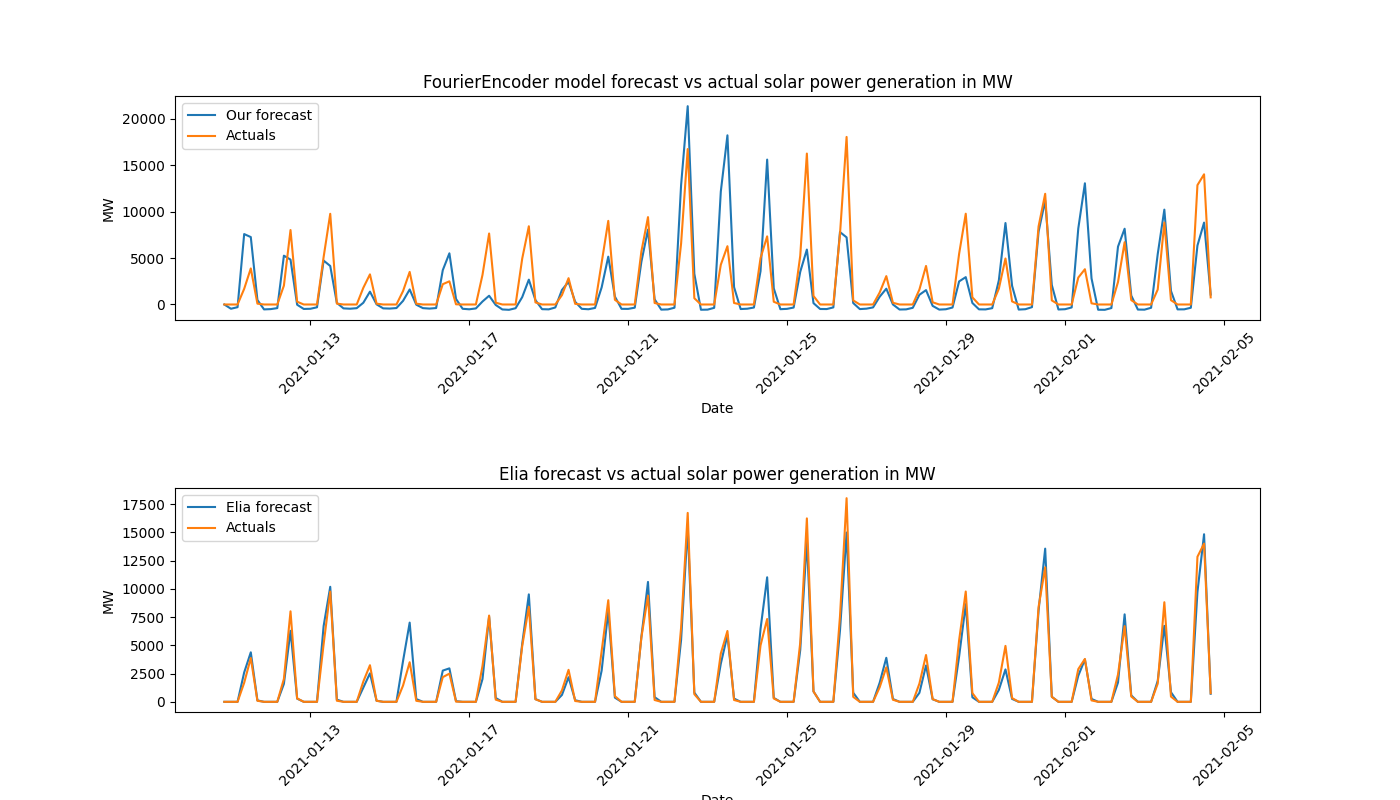 FourierEncoder model forecast vs actual solar power generation in MW
Our forecast
Actuals
MW
20000
15000
10000
5000
0
2021-01-13
2021-01-17
2021-01-21
2021-01-25
2021-01-29
2021-02-01
2021-02-05
Date
Elia forecast vs actual solar power generation in MW
Elia forecast
Actuals
MW
17500
15000
12500
10000
7500
5000
2500
0
2021-01-13
2021-01-17
2021-01-21
2021-01-25
2021-01-29
2021-02-01
2021-02-05
Date